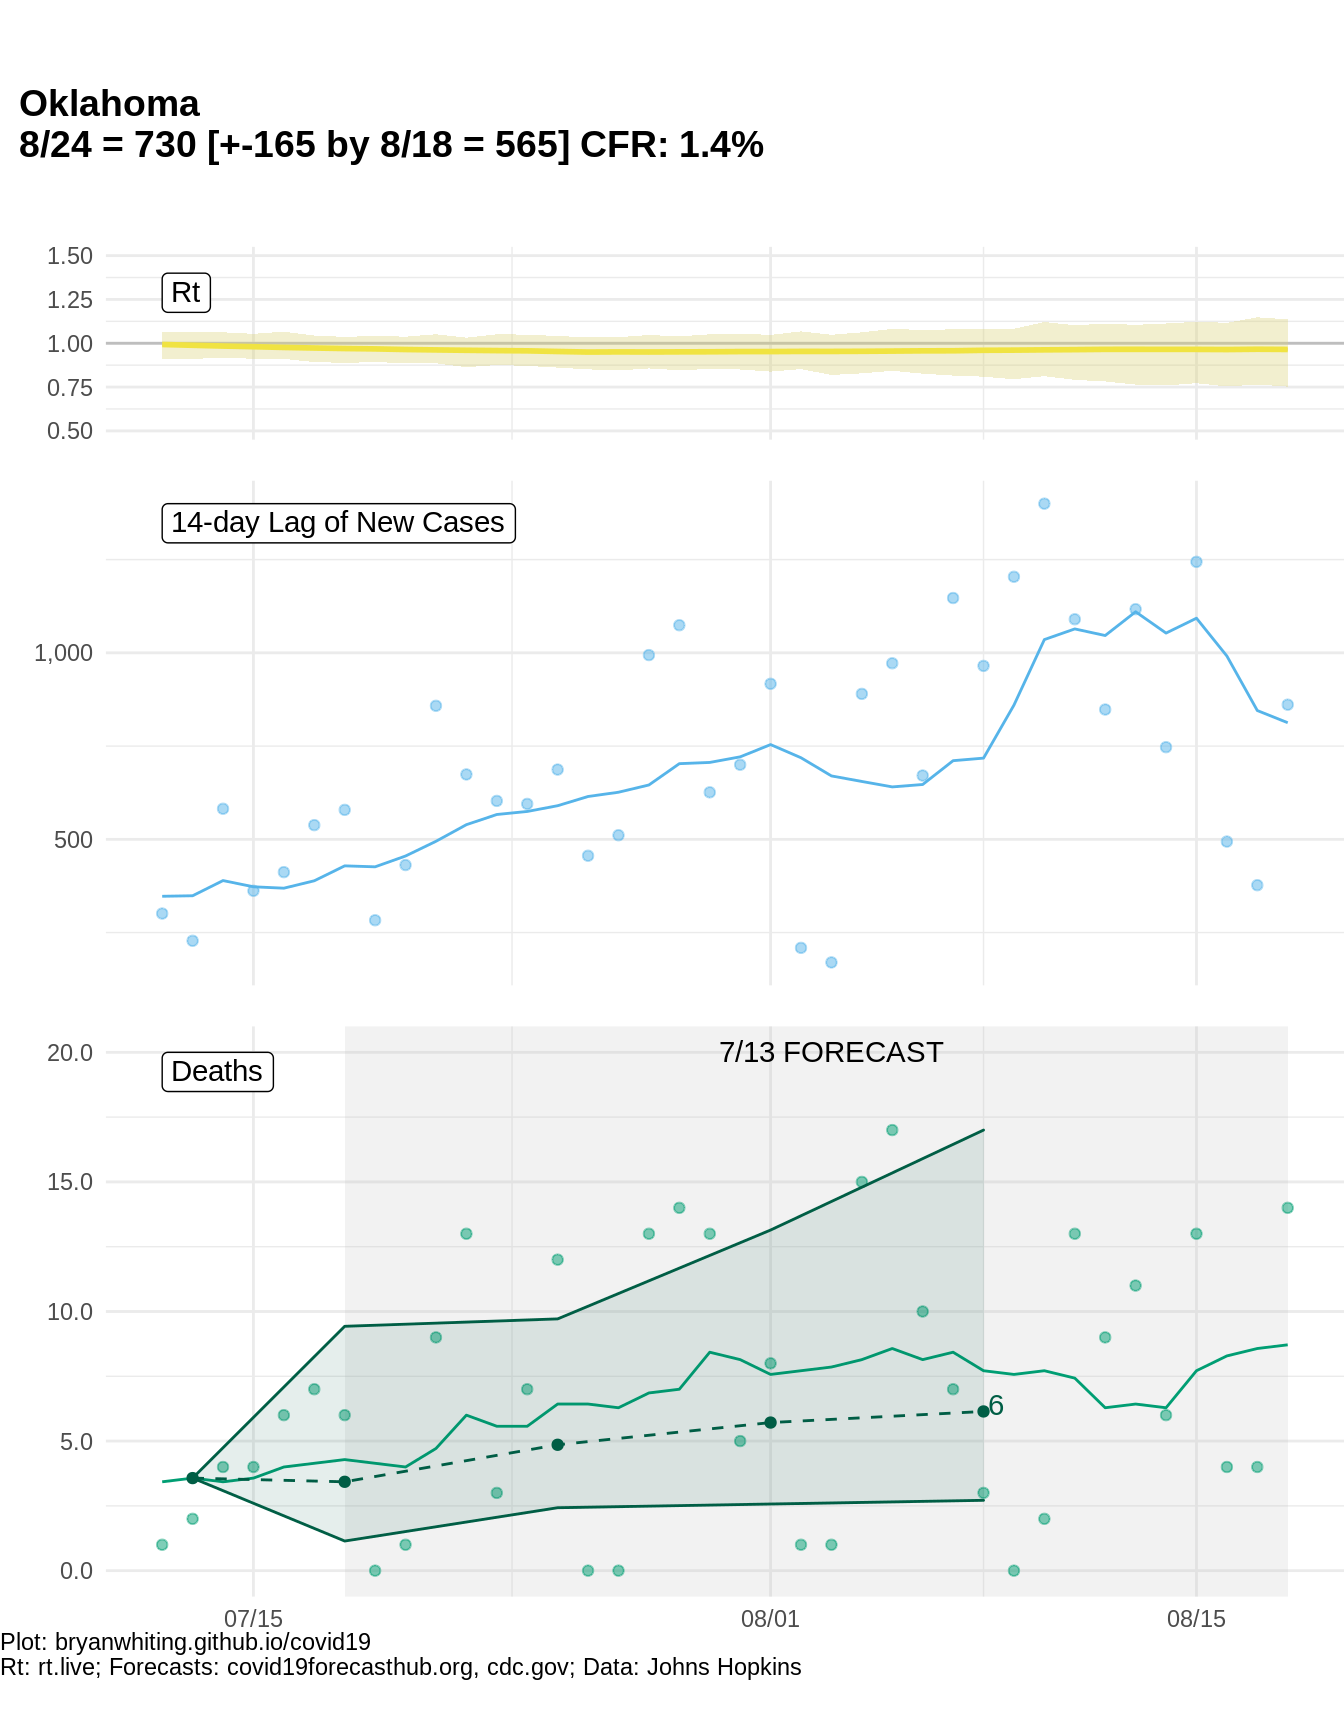 Oklahoma
8/24 = 730 [+-165 by 8/18 = 565] CFR: 1.4%
1.50
Rt
1.25
1.00
0.75
0.50
14-day Lag of New Cases
1,000
500
20.0
7/13 FORECAST
Deaths
15.0
10.0
6
5.0
0.0
07/15
08/01
08/15
Plot: bryanwhiting.github.io/covid19
Rt: rt.live; Forecasts: covid19forecasthub.org, cdc.gov; Data: Johns Hopkins